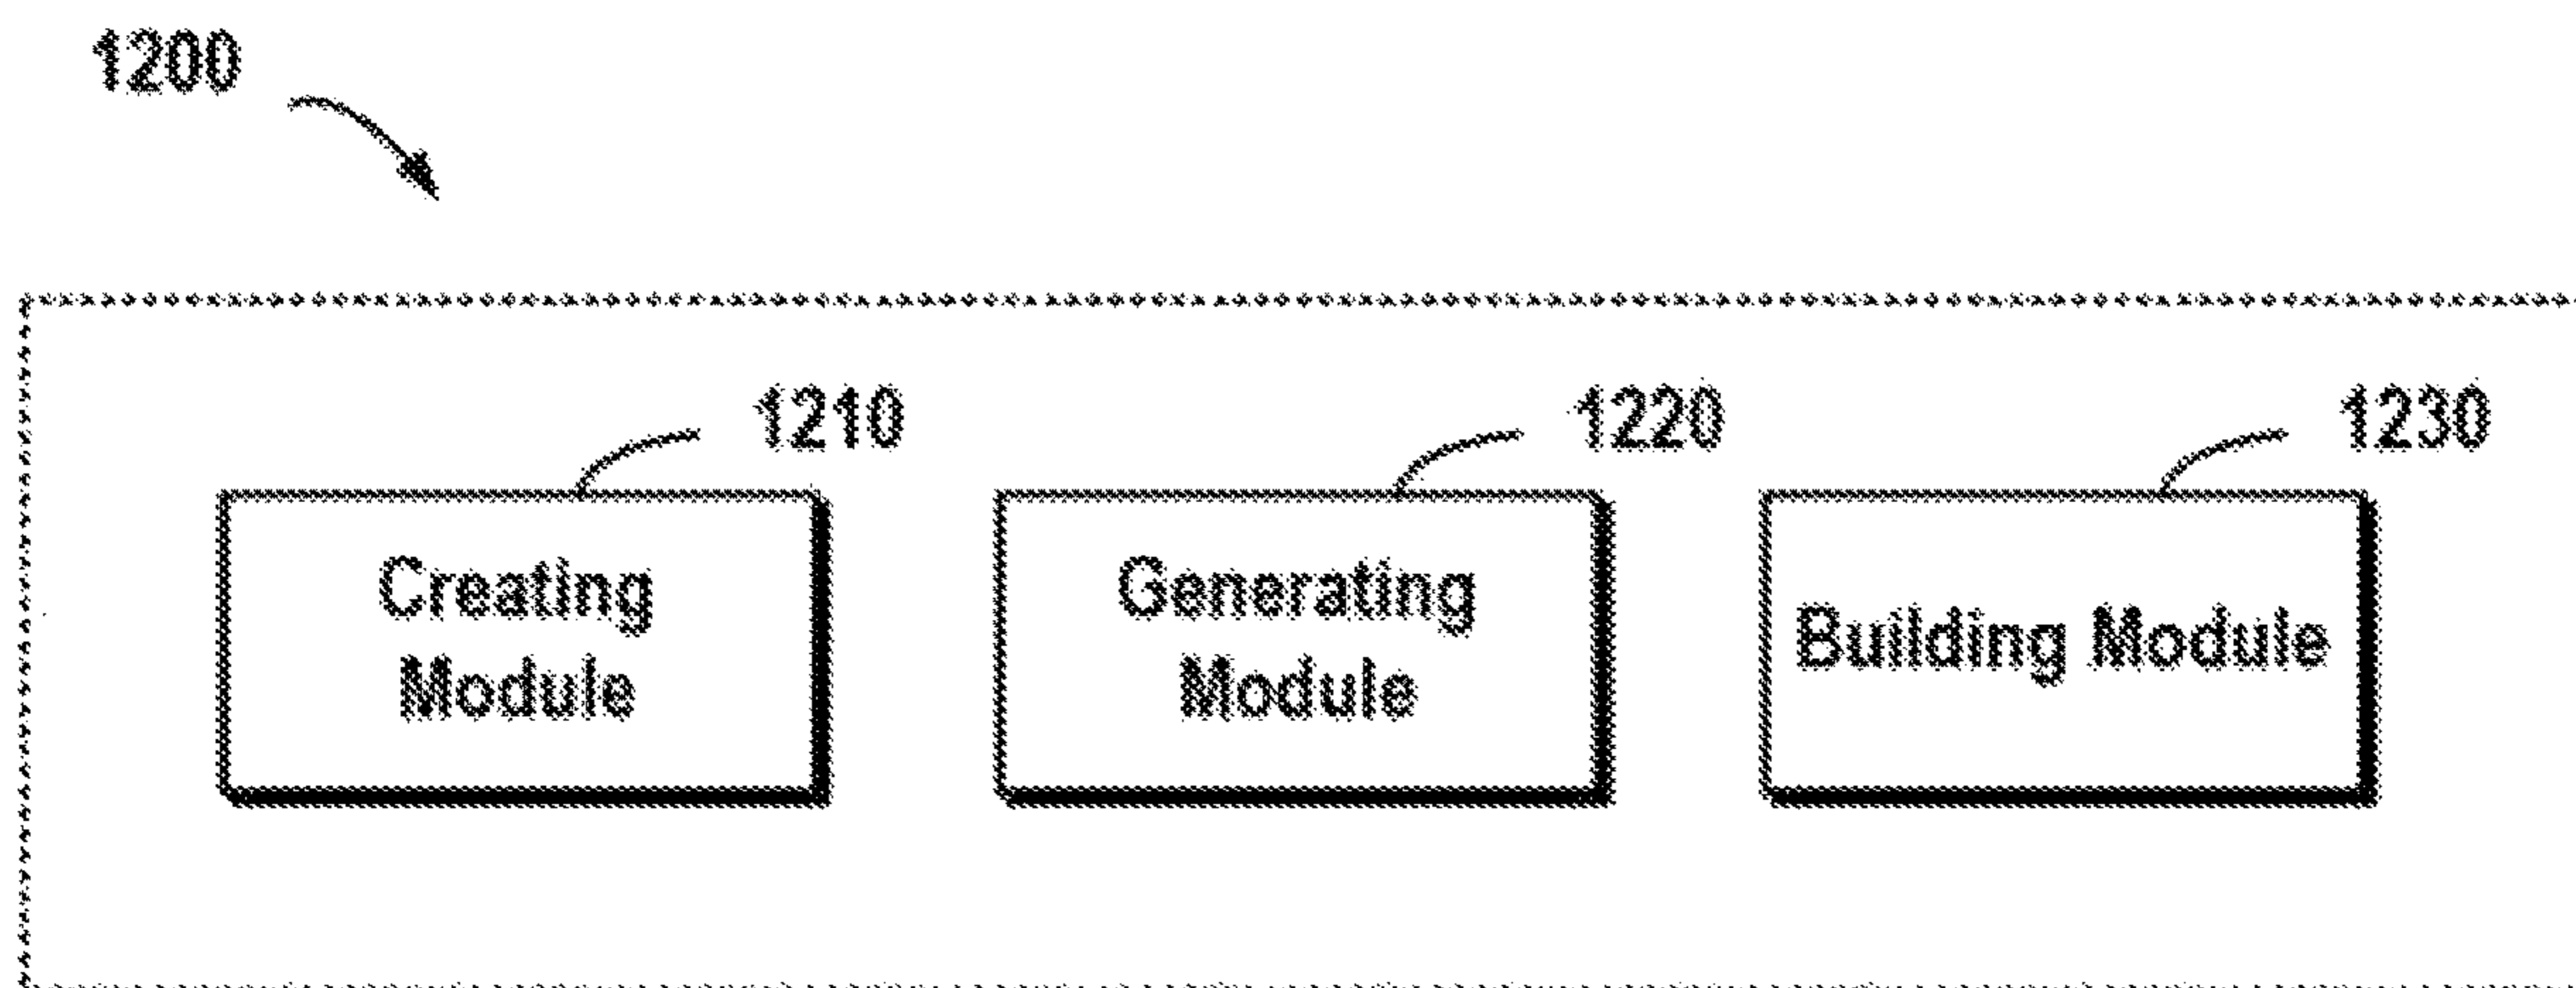 1200
1210
1220
1230
Creating
Module
Generating
Module
Building Module